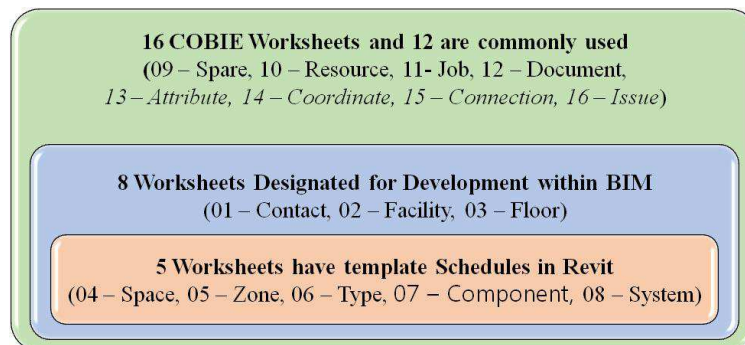 16 COBIE Worksheets and 12 are commonly used
(09 – Spare, 10 – Resource, 11- Job, 12 – Document,
13 – Attribute, 14 – Coordinate, 15 – Connection, 16 – Issue)
8 Worksheets Designated for Development within BIM
(01 – Contact, 02 – Facility, 03 – Floor)
5 Worksheets have template Schedules in Revit
(04 – Space, 05 – Zone, 06 – Type, 07 – Component, 08 – System)